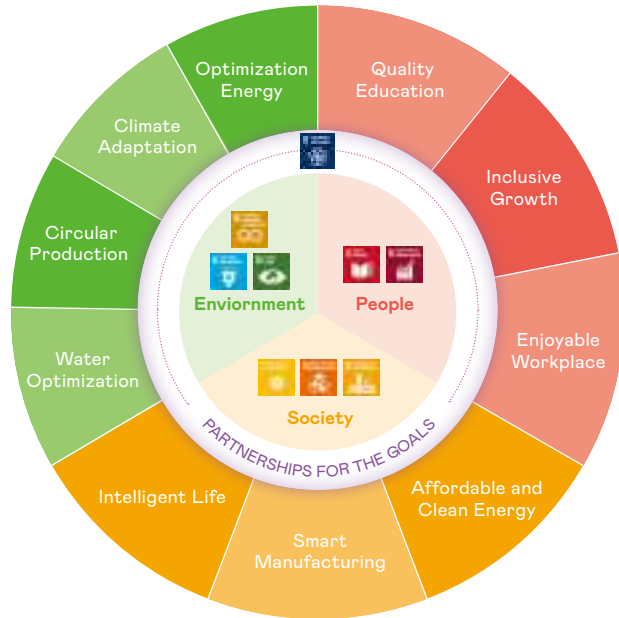 Optimization
Energy
Quality
Education
Climate
Adaptation
Inclusive
Growth
Circular
Production
Enviornment
People
Enjoyable
Workplace
Water
Optimization
Society
PARTNERSHIPS FOR THE GOALS
Intelligent Life
Affordable and
Clean Energy
Smart
Manufacturing